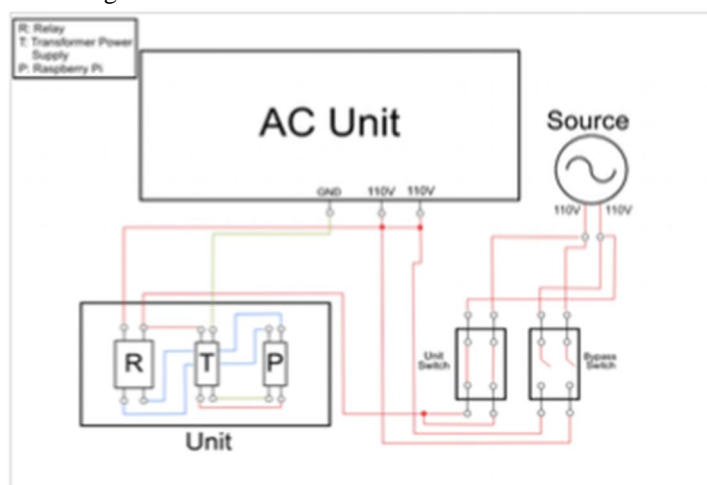 R: Relay
T: Transformer Power
Supply
P: Raspberry Pi
AC Unit
Source
GND 110V 110V
110V 110V
R T P
Unit
Switch
Bypass
Switch
Unit